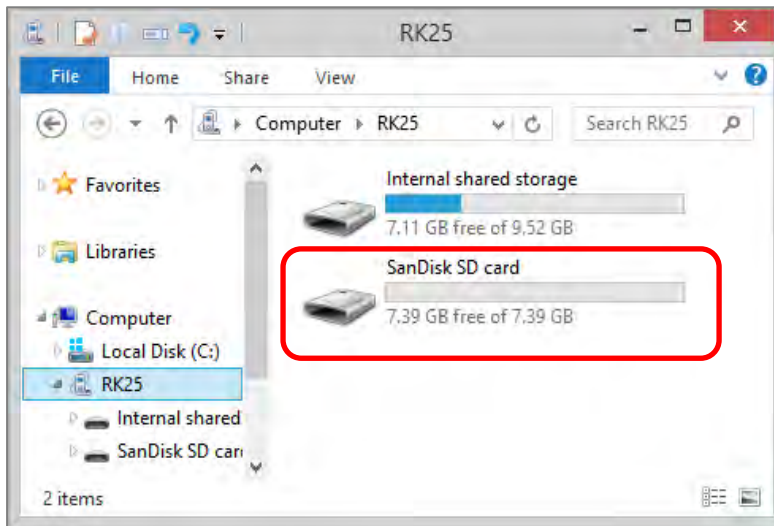 RK25
File Home Share View
Computer RK25 Search RK25
Favorites
Libraries
Computer
Local Disk (C:)
RK25
Internal shared
SanDisk SD car
Internal shared storage
7.11 GB free of 9.52 GB
SanDisk SD card
7.39 GB free of 7.39 GB
2 items